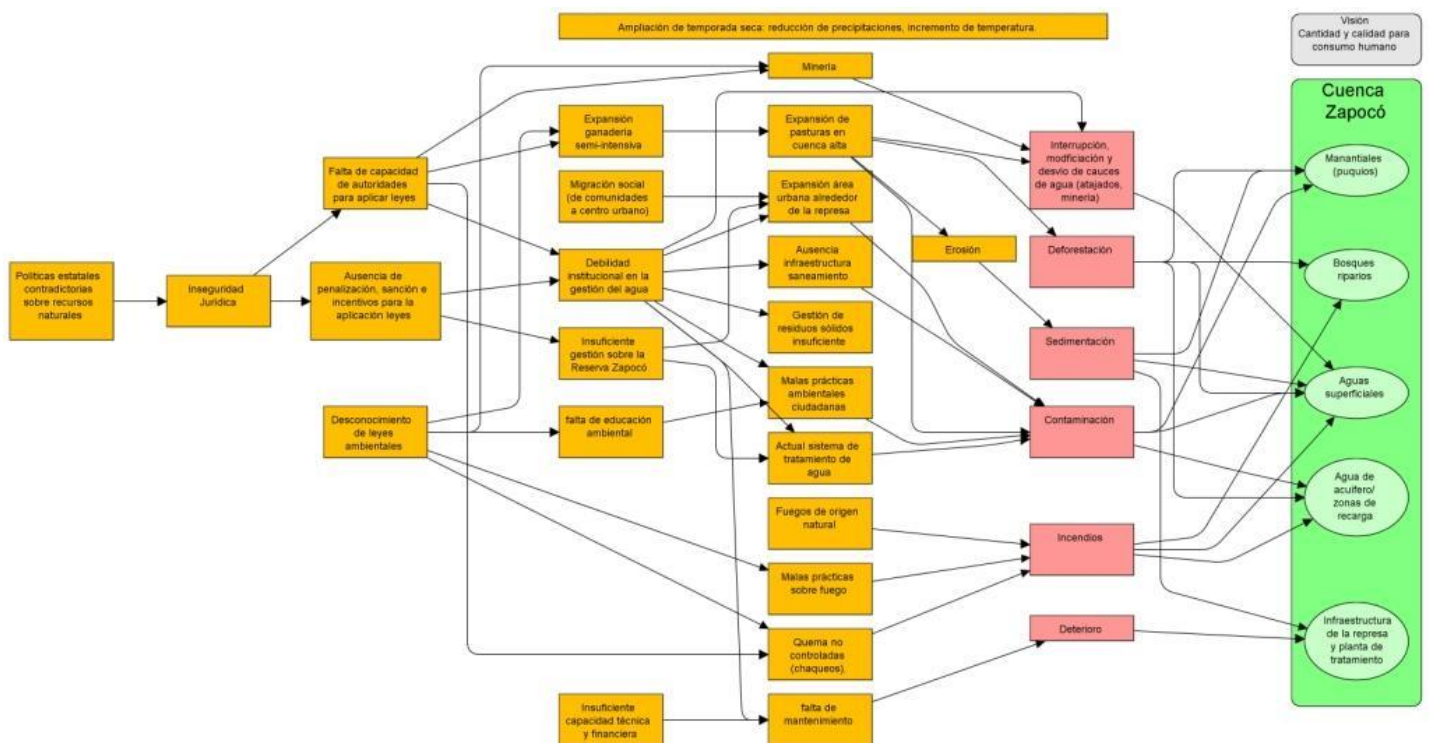 Ampliación de temporada seca: reducción de precipitaciones, incremento de temperatura.
Visión
Cantidad y calidad para
consumo humano
Minería
Cuenca
Zapocó
Expansión
ganadería
semi-intensiva
Expansión de
pasturas en
cuenca alta
Interrupción,
modficiación y
desvio de cauces
de agua (atajados,
minería)
Manantiales
(puquios)
Falta de capacidad
de autoridades
para aplicar leyes
Migración social
(de comunidades
a centro urbano)
Expansión área
urbana alrededor
de la represa
Erosión
Deforestación
Bosques
riparios
Políticas estatales
contradictorias
sobre recursos
naturales
Inseguridad
Jurídica
Ausencia de
penalización, sanción e
incentivos para la
aplicación leyes
Debilidad
institucional en la
gestión del agua
Ausencia
infraestructura
saneamiento
Gestión de
residuos sólidos
insuficiente
Insuficiente
gestión sobre la
Reserva Zapocó
Sedimentación
Malas prácticas
ambientales
ciudadanas
Aguas
superficiales
Desconocimiento
de leyes
ambientales
falta de educación
ambiental
Contaminación
Actual sistema de
tratamiento de
agua
Agua de
acuífero/
zonas de
recarga
Fuegos de origen
natural
Incendios
Malas prácticas
sobre fuego
Deterioro
Infraestructura
de la represa
y planta de
tratamiento
Quema no
controladas
(chaqueos).
Insuficiente
capacidad técnica
y financiera
falta de
mantenimiento